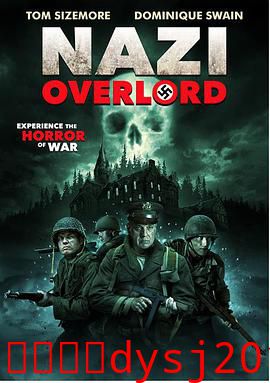 TOM SIZEMORE DOMINIQUE SWAIN
NAZI
OVERLORD
EXPERIENCE THE
HORROR
OF WAR
dysj20